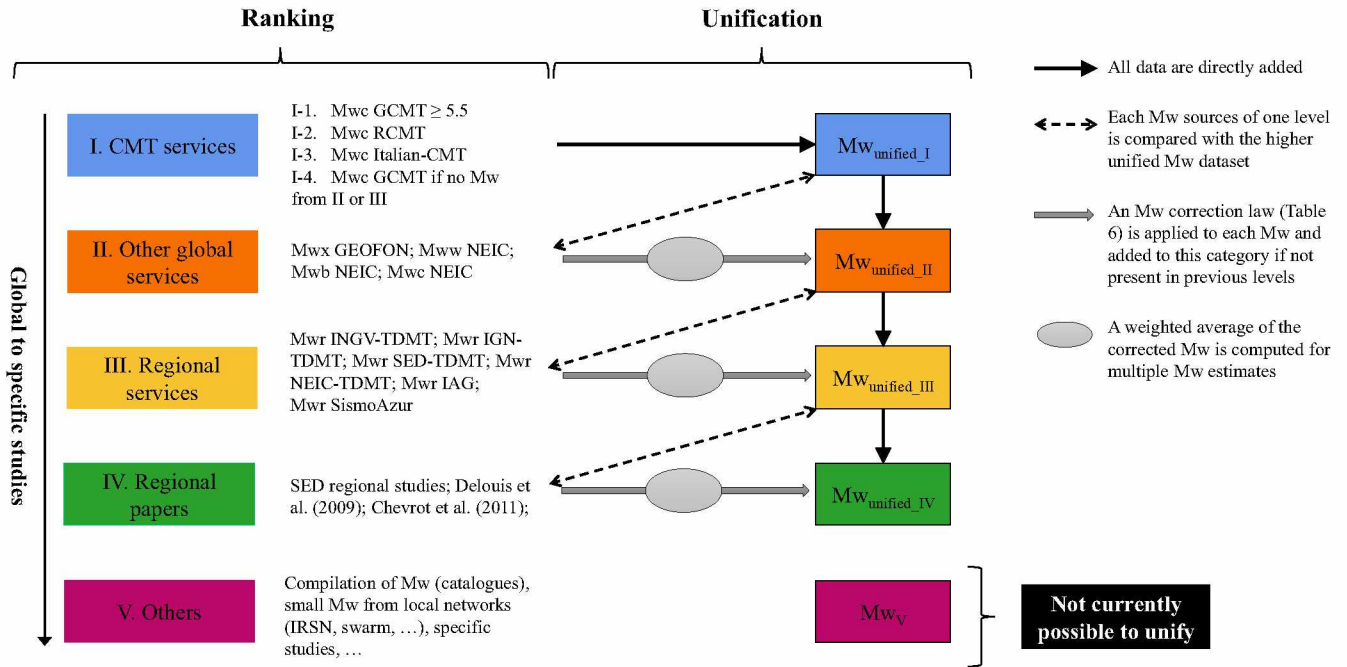 Ranking
Unification
Global to specific studies
I. CMT services
I-1. Mwc GCMT ≥ 5.5
I-2. Mwc RCMT
I-3. Mwc Italian-CMT
I-4. Mwc GCMT if no Mw
from II or III
Mwunified_I
II. Other global
services
Mwx GEOFON; Mww NEIC;
Mwb NEIC; Mwc NEIC
Mwunified_II
III. Regional
services
Mwr INGV-TDMT; Mwr IGN-
TDMT; Mwr SED-TDMT; Mwr
NEIC-TDMT; Mwr IAG;
Mwr SismoAzur
Mwunified_III
IV. Regional
papers
SED regional studies; Delouis et
al. (2009); Chevrot et al. (2011);
Mwunified_IV
V. Others
Compilation of Mw (catalogues),
small Mw from local networks
(IRSN, swarm, …), specific
studies, …
MwV
Not currently
possible to unify
All data are directly added
Each Mw sources of one level
is compared with the higher
unified Mw dataset
An Mw correction law (Table
6) is applied to each Mw and
added to this category if not
present in previous levels
A weighted average of the
corrected Mw is computed for
multiple Mw estimates